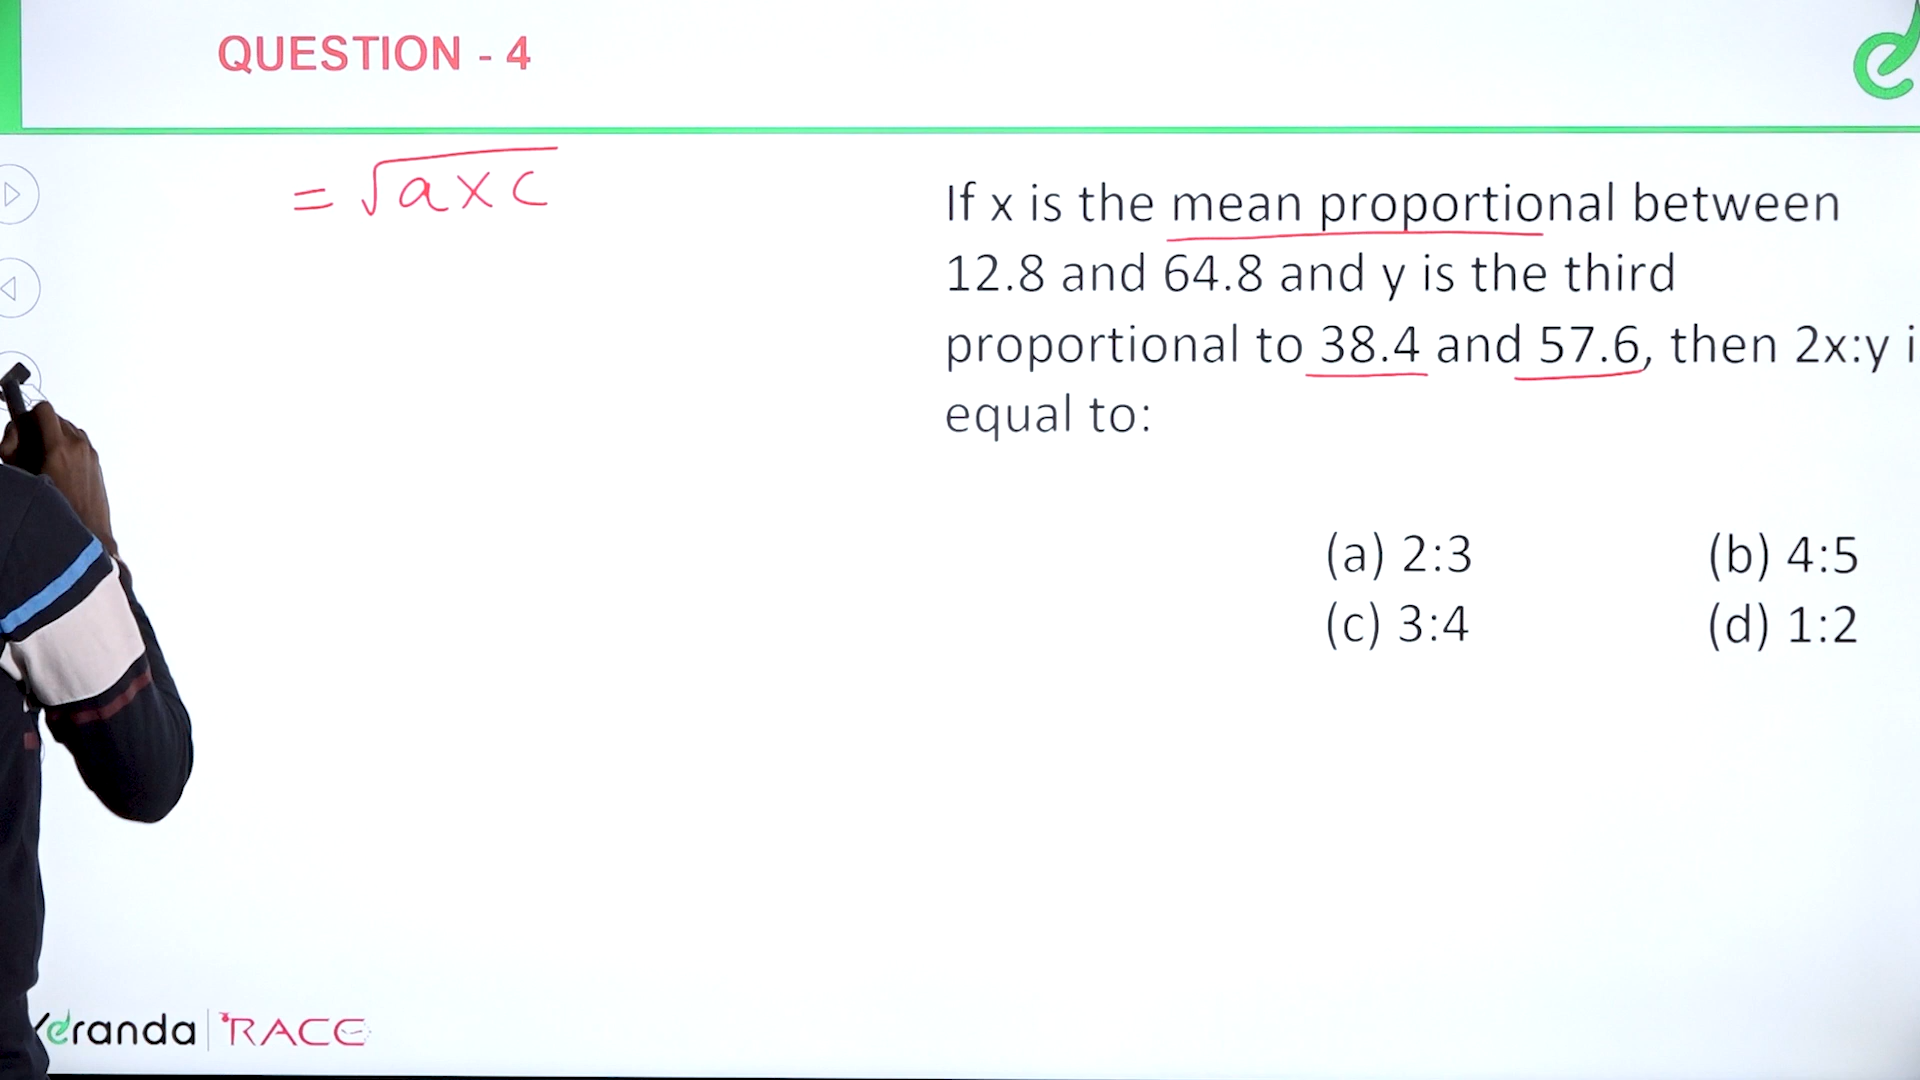 QUESTION - 4
= √a x c
If x is the mean proportional between
12.8 and 64.8 and y is the third
proportional to 38.4 and 57.6, then 2x:y i
equal to:
(a) 2:3 (b) 4:5
(c) 3:4 (d) 1:2
veranda RACE